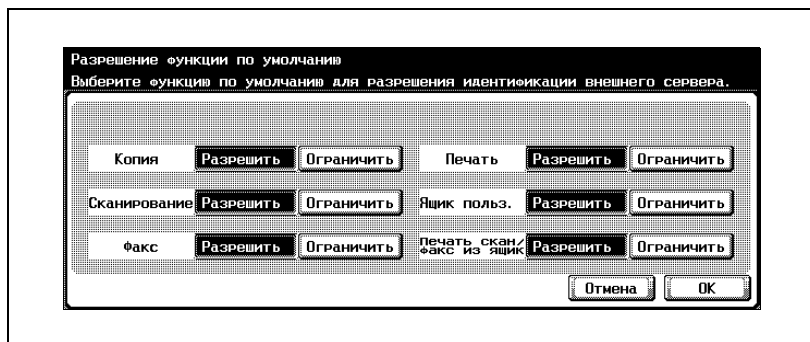 Разрешение функции по умолчанию
Выберите функцию по умолчанию для разрешения идентификации внешнего сервера.
Копия Разрешить Ограничить Печать Разрешить Ограничить
Сканирование Разрешить Ограничить Ящик польз. Разрешить Ограничить
Факс Разрешить Ограничить Печать скан/ Разрешить Ограничить
факс из ящик
Отмена OK